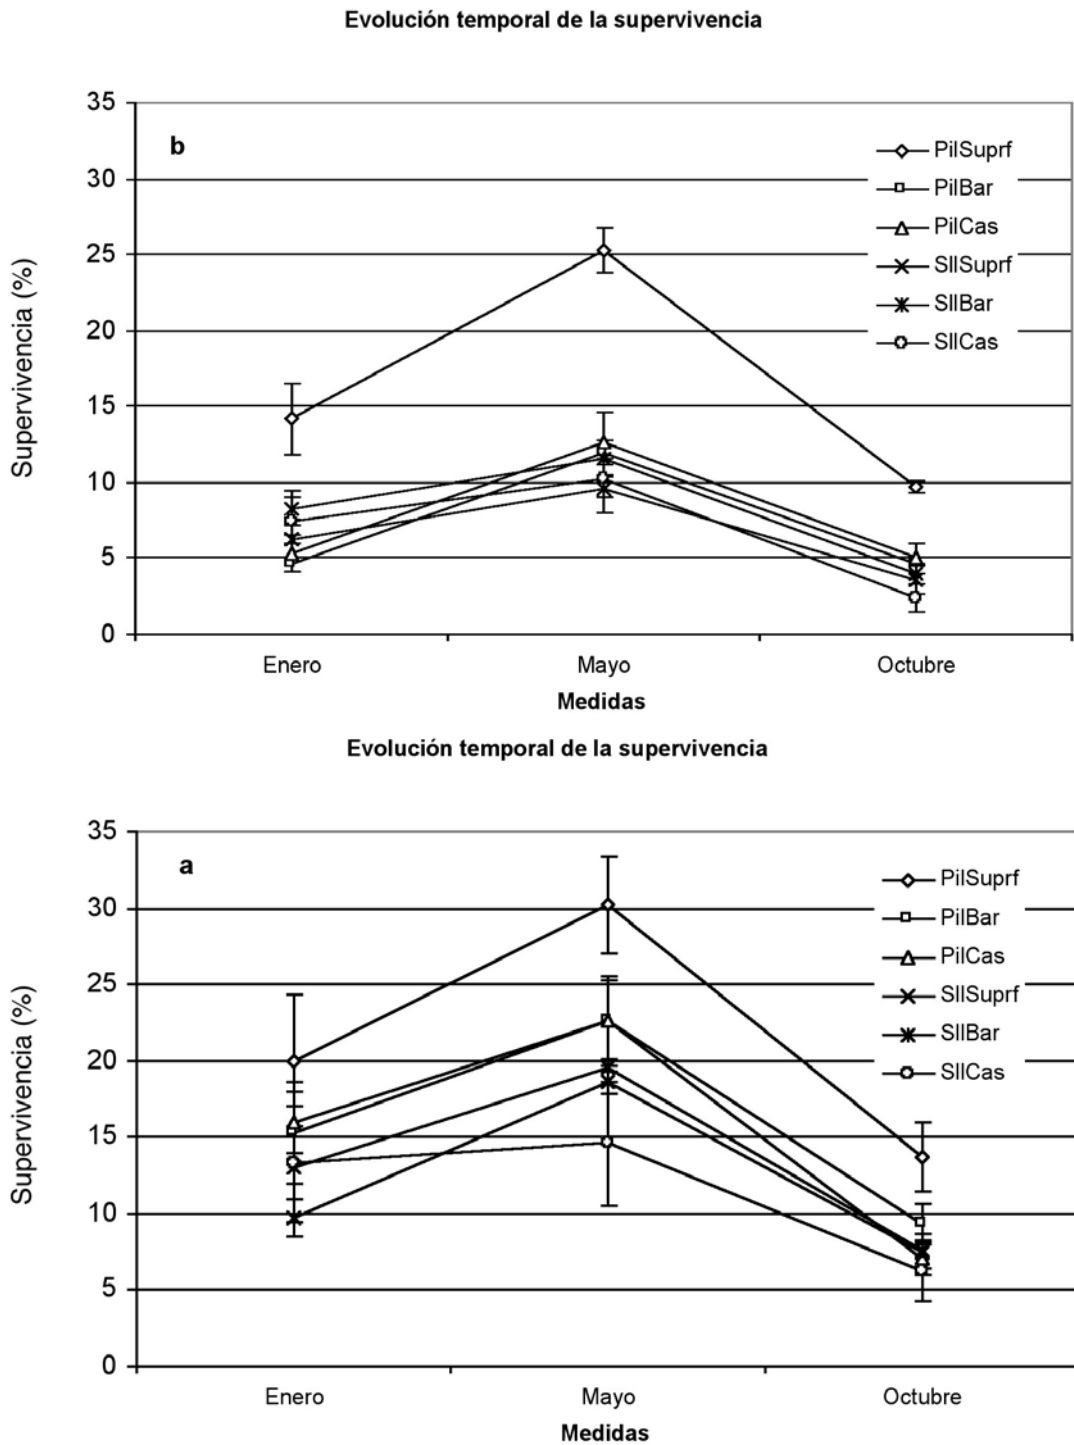 Evolución temporal de la supervivencia
35
30
25
20
15
10
5
0
Supervivencia (%)
b
PilSuprf
PilBar
PilCas
SllSuprf
SllBar
SllCas
Enero Mayo Octubre
Medidas
Evolución temporal de la supervivencia
35
30
25
20
15
10
5
0
Supervivencia (%)
a
PilSuprf
PilBar
PilCas
SllSuprf
SllBar
SllCas
Enero Mayo Octubre
Medidas